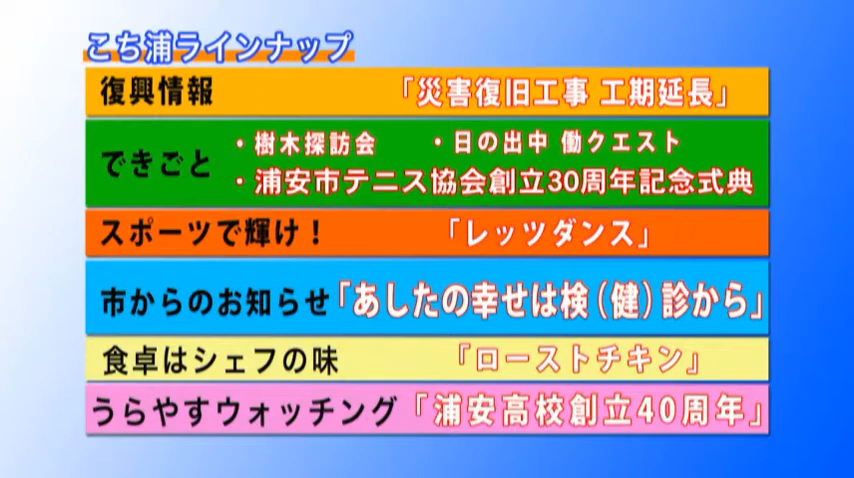 こち浦ラインナップ
復興情報 「災害復旧工事 工期延長」
できごと ・樹木探訪会 ・日の出中 働クエスト
・浦安市テニス協会創立30周年記念式典
スポーツで輝け! 「レッツダンス」
市からのお知らせ「あしたの幸せは検(健)診から」
食卓はシェフの味 「ローストチキン」
うらやすウォッチング「浦安高校創立40周年」